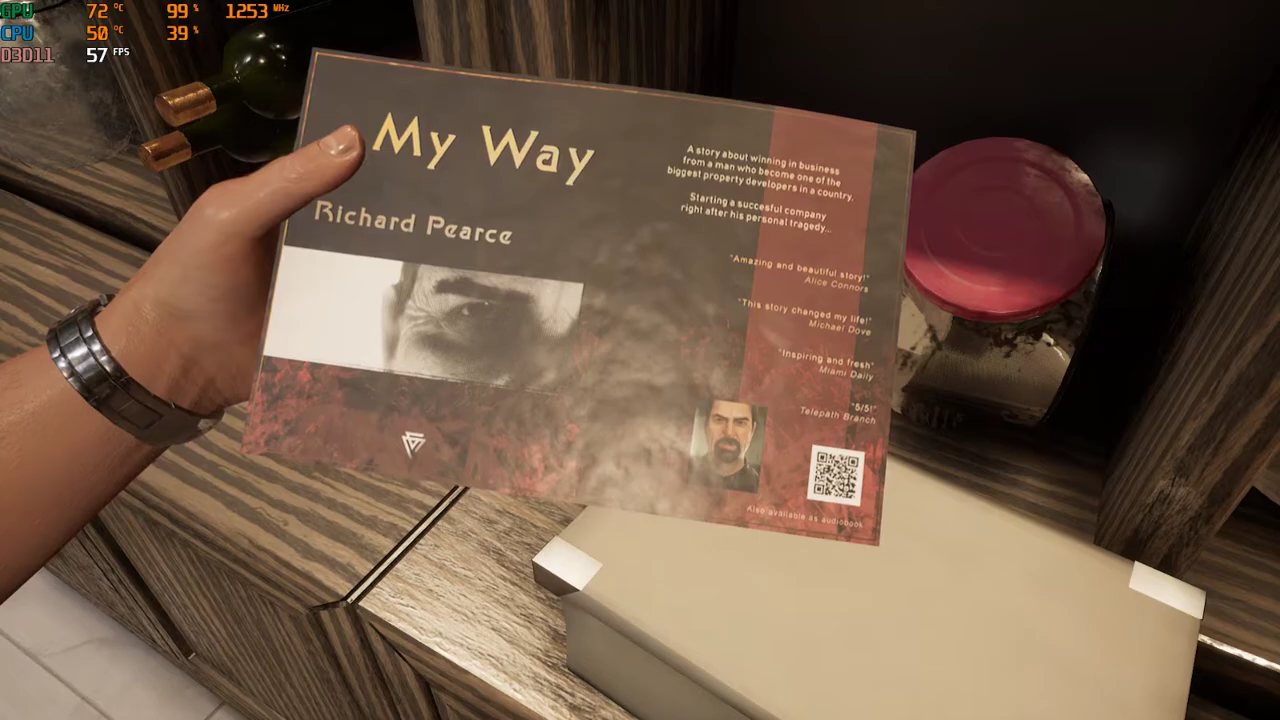 GPU 72 °C 99 % 1253 MHz
CPU 50 °C 39 %
D3D11 57 FPS
My Way
Richard Pearce
A story about winning in business
from a man who become one of the
biggest property developers in a country.
Starting a succesful company
right after his personal tragedy...
"Amazing and beautiful story!"
Alice Connors
"This story changed my life!"
Michael Dove
"Inspiring and fresh"
Miami Daily
"5/5!"
Telepath Branch
Also available as audiobook